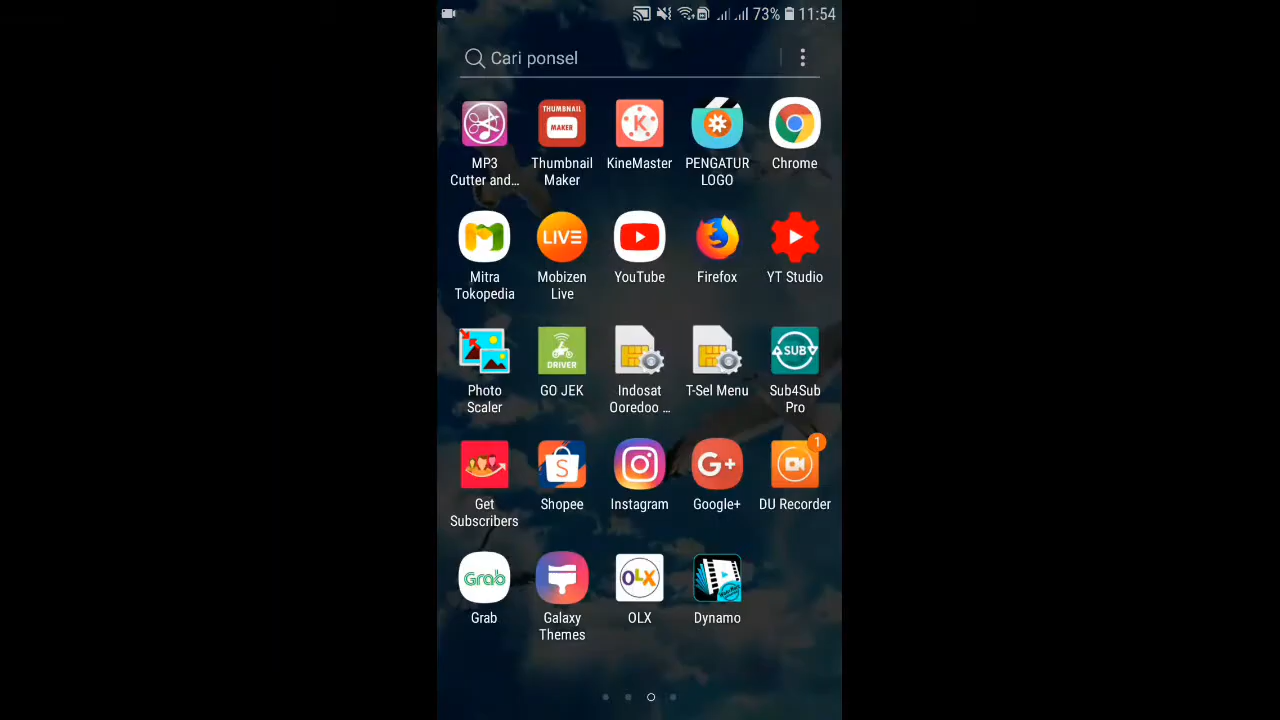 73% 11:54
Cari ponsel
THUMBNAIL
MAKER
K
MP3
Cutter and...
Thumbnail
Maker
KineMaster
PENGATUR
LOGO
Chrome
LIVE
Mitra
Tokopedia
Mobizen
Live
YouTube
Firefox
YT Studio
DRIVER
SUB
Photo
Scaler
GO JEK
Indosat
Ooredoo ...
T-Sel Menu
Sub4Sub
Pro
S
G+
1
Get
Subscribers
Shopee
Instagram
Google+
DU Recorder
Grab
OLX
Grab
Galaxy
Themes
OLX
Dynamo